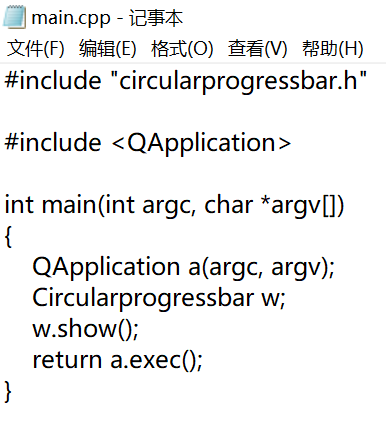 main.cpp - 记事本
文件(F) 编辑(E) 格式(O) 查看(V) 帮助(H)
#include "circularprogressbar.h"
#include <QApplication>
int main(int argc, char *argv[])
{
    QApplication a(argc, argv);
    Circularprogressbar w;
    w.show();
    return a.exec();
}